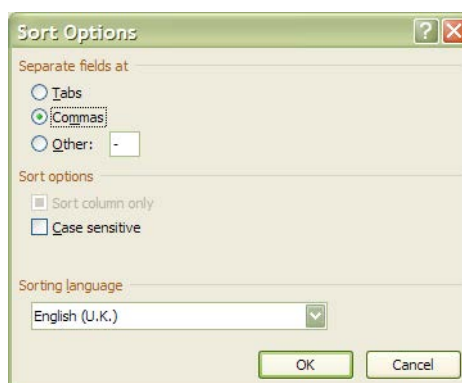 Sort Options
Separate fields at
Tabs
Commas
Other: -
Sort options
Sort column only
Case sensitive
Sorting language
English (U.K.)
OK Cancel